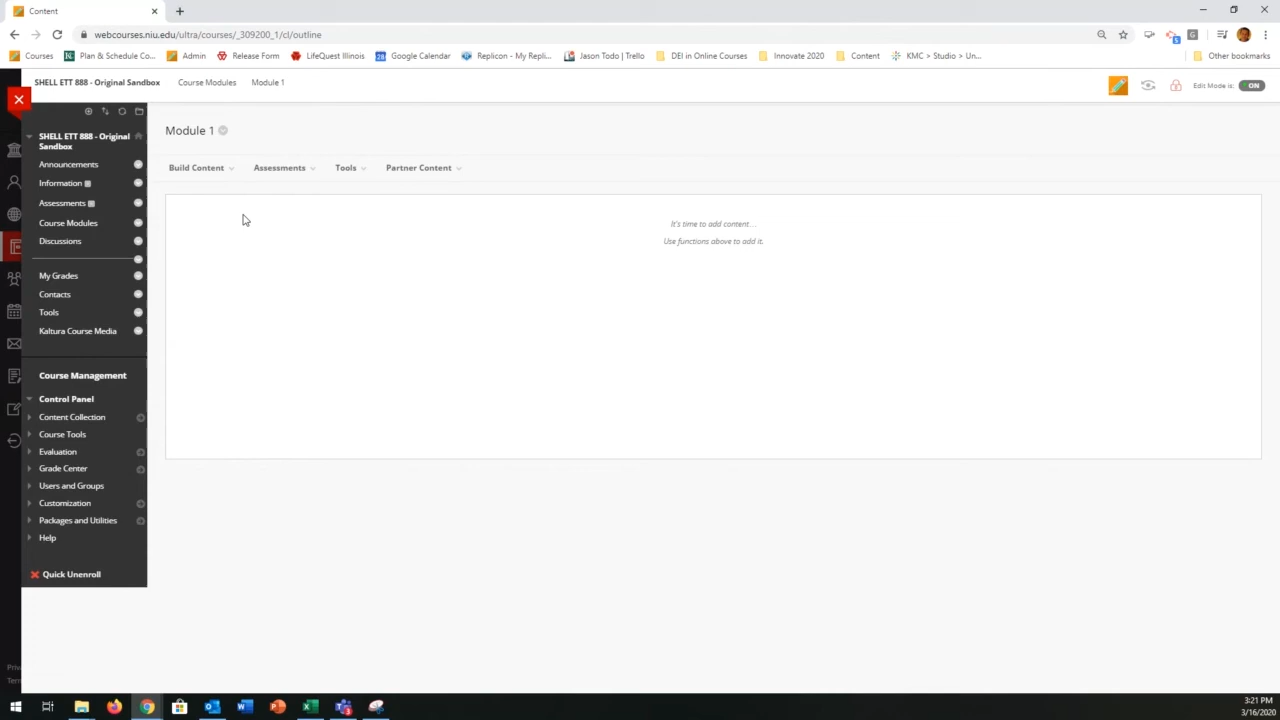 Content
webcourses.niu.edu/ultra/courses/_309200_1/cl/outline
Courses
Plan & Schedule Co...
Admin
Release Form
LifeQuest Illinois
Google Calendar
Replicon - My Repli...
Jason Todo | Trello
DEI in Online Courses
Innovate 2020
Content
KMC > Studio > Un...
Other bookmarks
SHELL ETT 888 - Original Sandbox
Course Modules
Module 1
Edit Mode is:
ON
SHELL ETT 888 - Original
Sandbox
Announcements
Information
Assessments
Course Modules
Discussions
My Grades
Contacts
Tools
Kaltura Course Media
Course Management
Control Panel
Content Collection
Course Tools
Evaluation
Grade Center
Users and Groups
Customization
Packages and Utilities
Help
Quick Unenroll
Module 1
Build Content
Assessments
Tools
Partner Content
It's time to add content...
Use functions above to add it.
Priv
Term
3:21 PM
3/16/2020